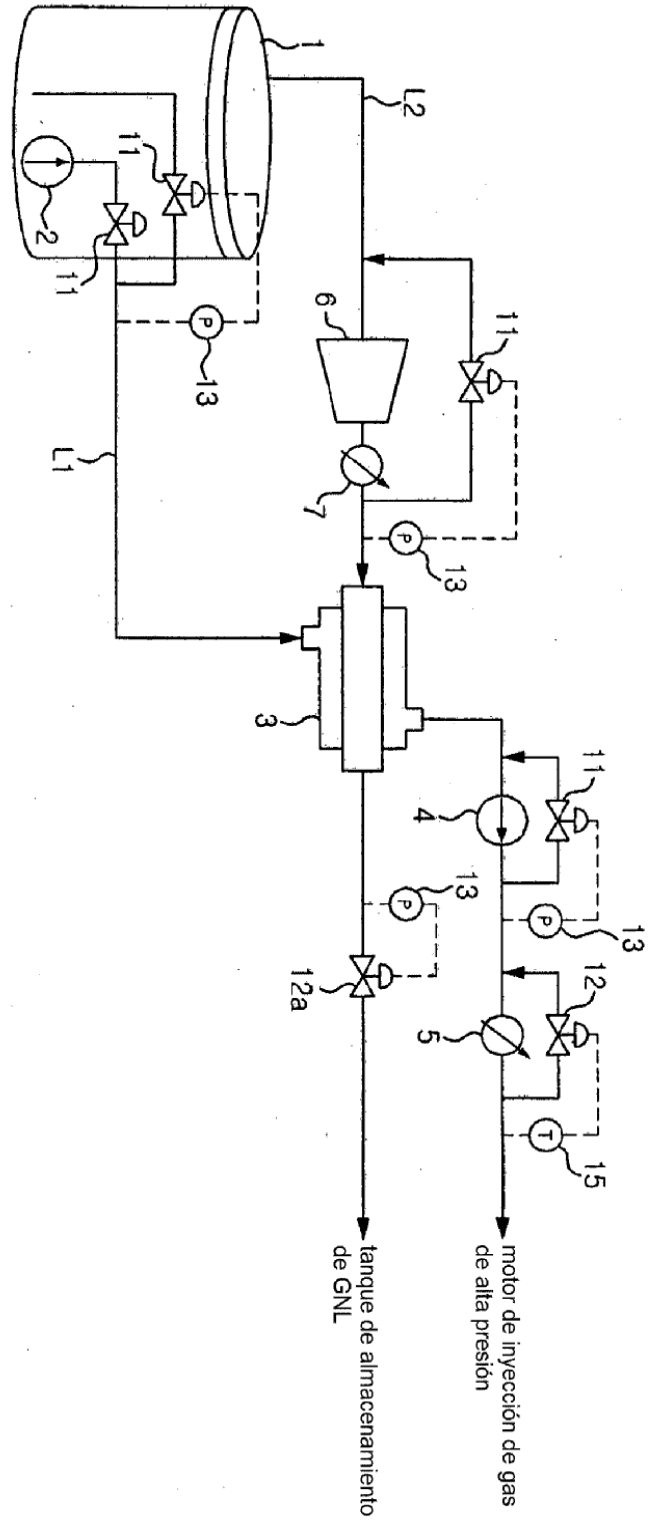 1
L2
11
2
11
6
11
P
13
7
L1
P
13
3
4
11
13
P
P
13
12a
5
12
T
15
motor de inyección de gas
de alta presión
tanque de almacenamiento
de GNL